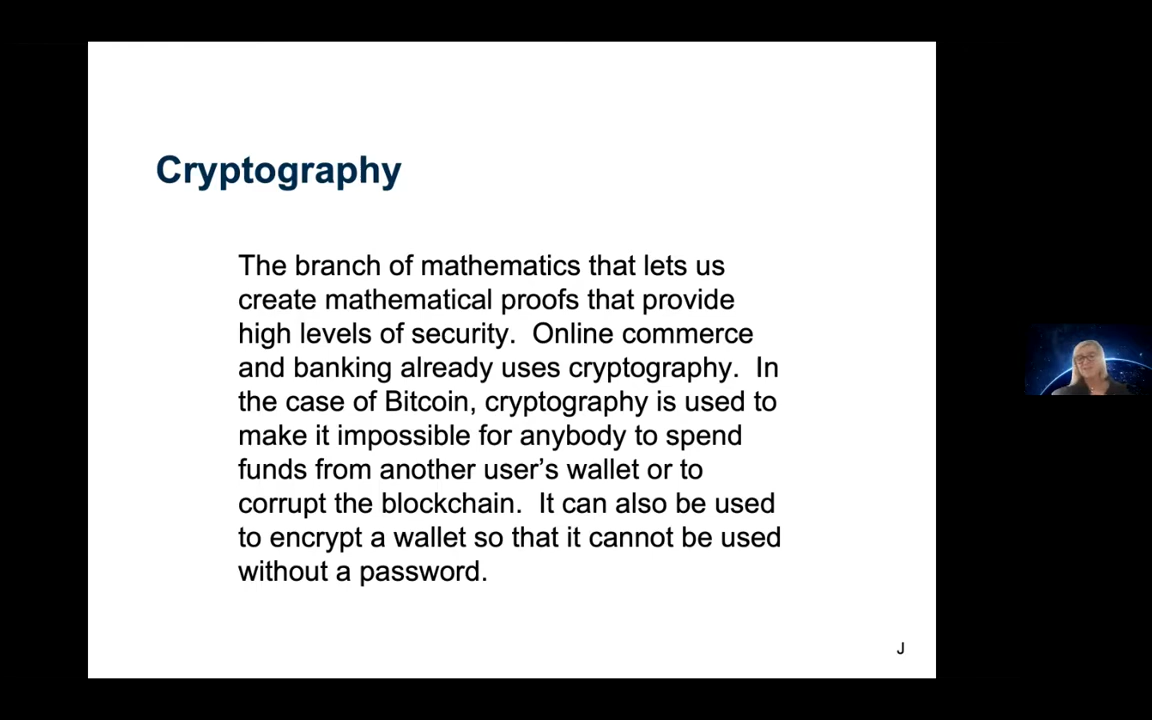 Cryptography
The branch of mathematics that lets us
create mathematical proofs that provide
high levels of security.  Online commerce
and banking already uses cryptography.  In
the case of Bitcoin, cryptography is used to
make it impossible for anybody to spend
funds from another user’s wallet or to
corrupt the blockchain.  It can also be used
to encrypt a wallet so that it cannot be used
without a password.
J